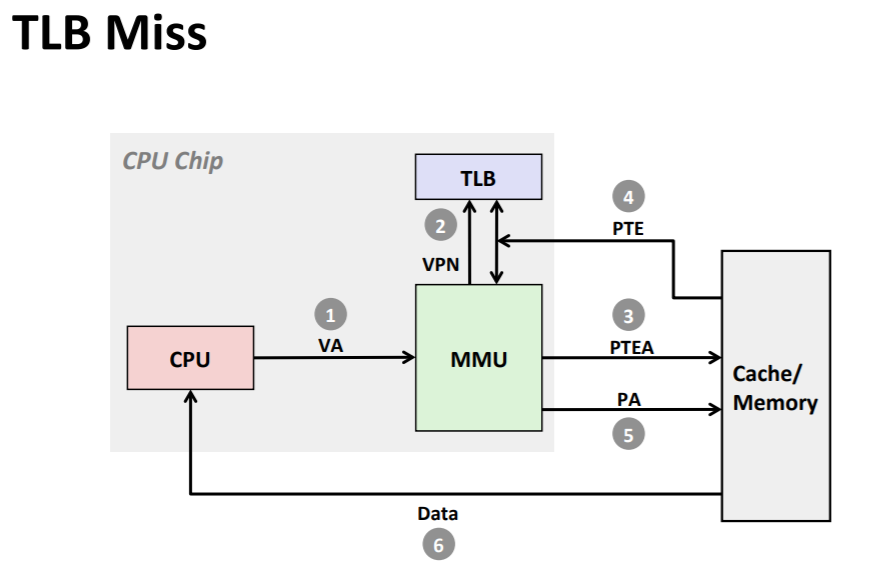 TLB Miss
CPU Chip
TLB
4
PTE
2
VPN
1
VA
3
PTEA
CPU
MMU
Cache/
Memory
PA
5
Data
6